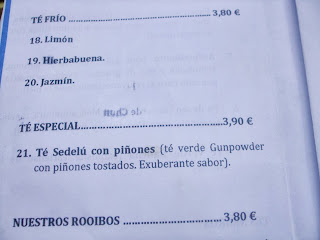 TÉ FRÍO ........................................ 3,80 €
18. Limón
19. Hierbabuena.
20. Jazmín.
TÉ ESPECIAL........................................3,90 €
21. Té Sedelú con piñones (té verde Gunpowder
con piñones tostados. Exuberante sabor).
NUESTROS ROOIBOS ................................ 3,80 €